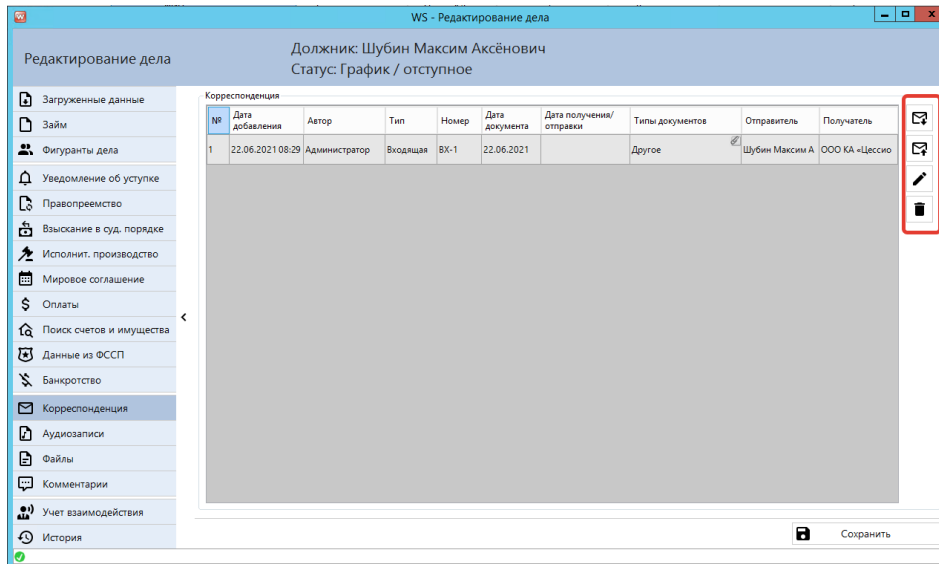 WS - Редактирование дела
Редактирование дела
Должник: Шубин Максим Аксёнович
Статус: График / отступное
Загруженные данные
Займ
Фигуранты дела
Уведомление об уступке
Правопреемство
Взыскание в суд. порядке
Исполнит. производство
Мировое соглашение
Оплаты
Поиск счетов и имущества
Данные из ФССП
Банкротство
Корреспонденция
Аудиозаписи
Файлы
Комментарии
Учет взаимодействия
История
Корреспонденция
№ Дата добавления Автор Тип Номер Дата документа Дата получения/ отправки Типы документов Отправитель Получатель
1 22.06.2021 08:29 Администратор Входящая ВХ-1 22.06.2021 Другое Шубин Максим А ООО КА «Цессио
Сохранить